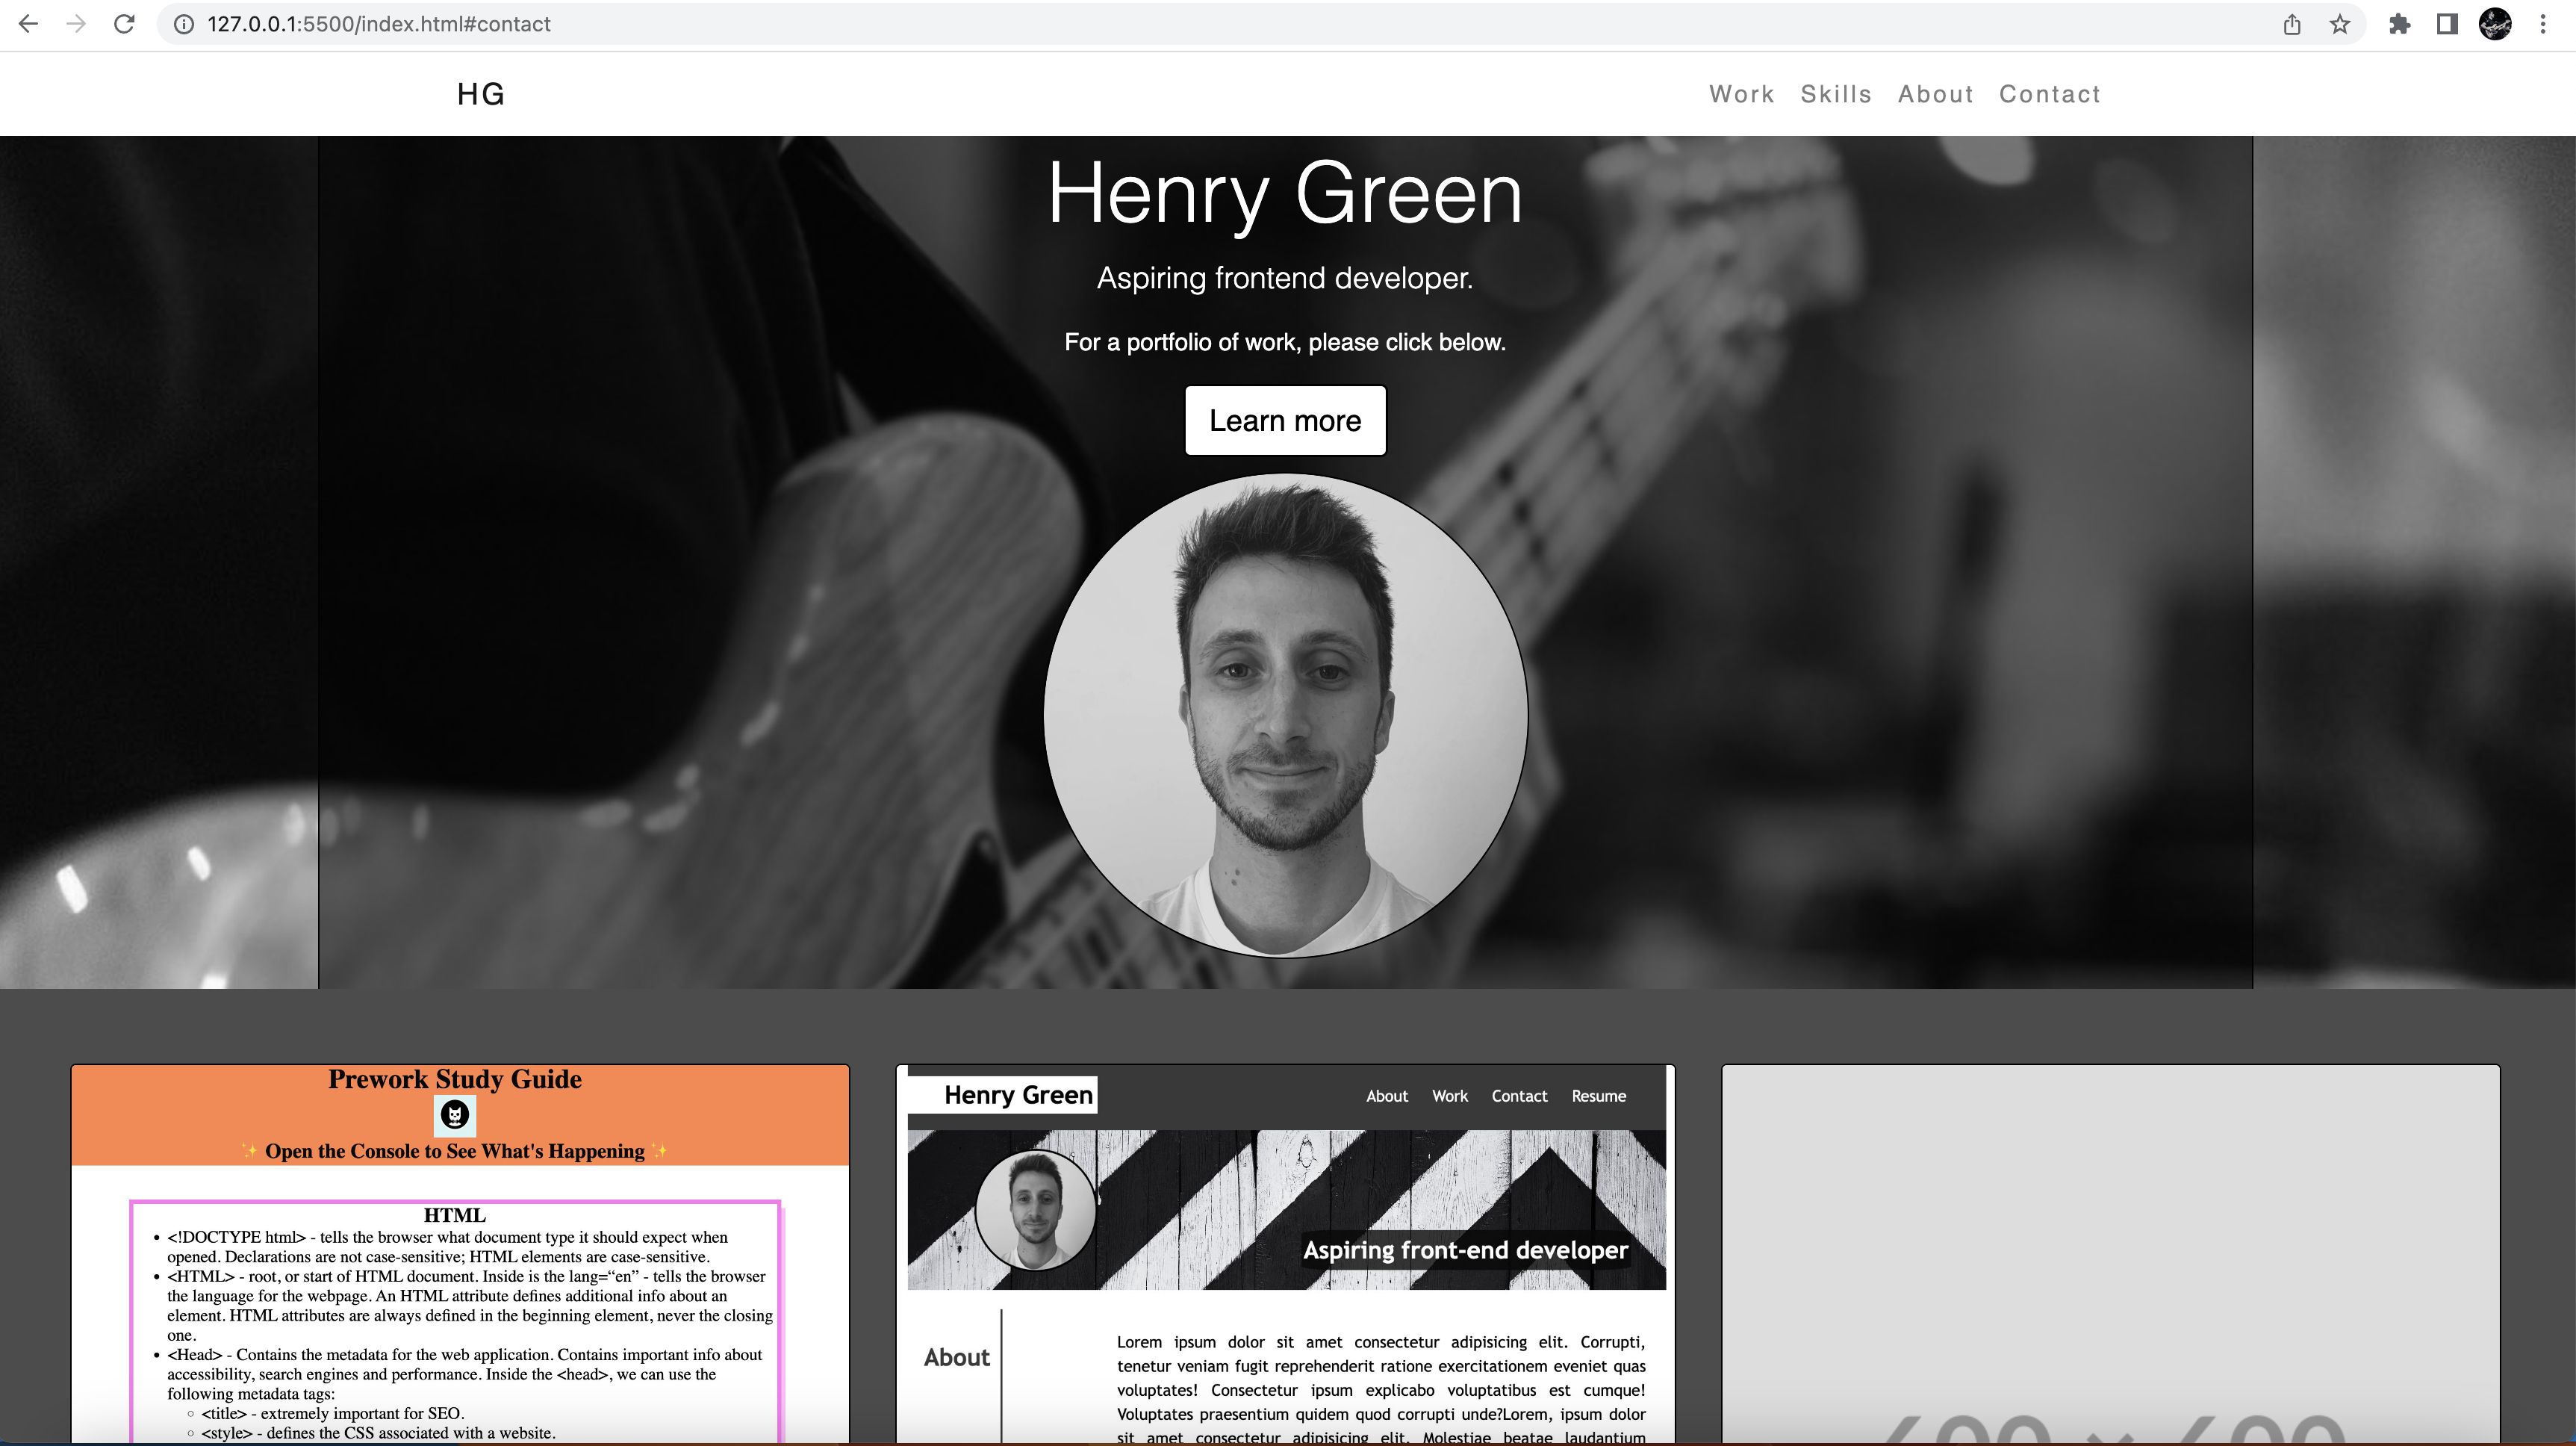 127.0.0.1:5500/index.html#contact
HG
Work Skills About Contact
Henry Green
Aspiring frontend developer.
For a portfolio of work, please click below.
Learn more
Prework Study Guide
✨ Open the Console to See What's Happening ✨
HTML
• <!DOCTYPE html> - tells the browser what document type it should expect when
opened. Declarations are not case-sensitive; HTML elements are case-sensitive.
• <HTML> - root, or start of HTML document. Inside is the lang=“en” - tells the browser
the language for the webpage. An HTML attribute defines additional info about an
element. HTML attributes are always defined in the beginning element, never the closing
one.
• <Head> - Contains the metadata for the web application. Contains important info about
accessibility, search engines and performance. Inside the <head>, we can use the
following metadata tags:
◦ <title> - extremely important for SEO.
◦ <style> - defines the CSS associated with a website.
Henry Green
About Work Contact Resume
Aspiring front-end developer
About
Lorem ipsum dolor sit amet consectetur adipisicing elit. Corrupti,
tenetur veniam fugit reprehenderit ratione exercitationem eveniet quas
voluptates! Consectetur ipsum explicabo voluptatibus est cumque!
Voluptates praesentium quidem quod corrupti unde?Lorem, ipsum dolor
sit amet consectetur adipisicing elit. Molestiae beatae laudantium